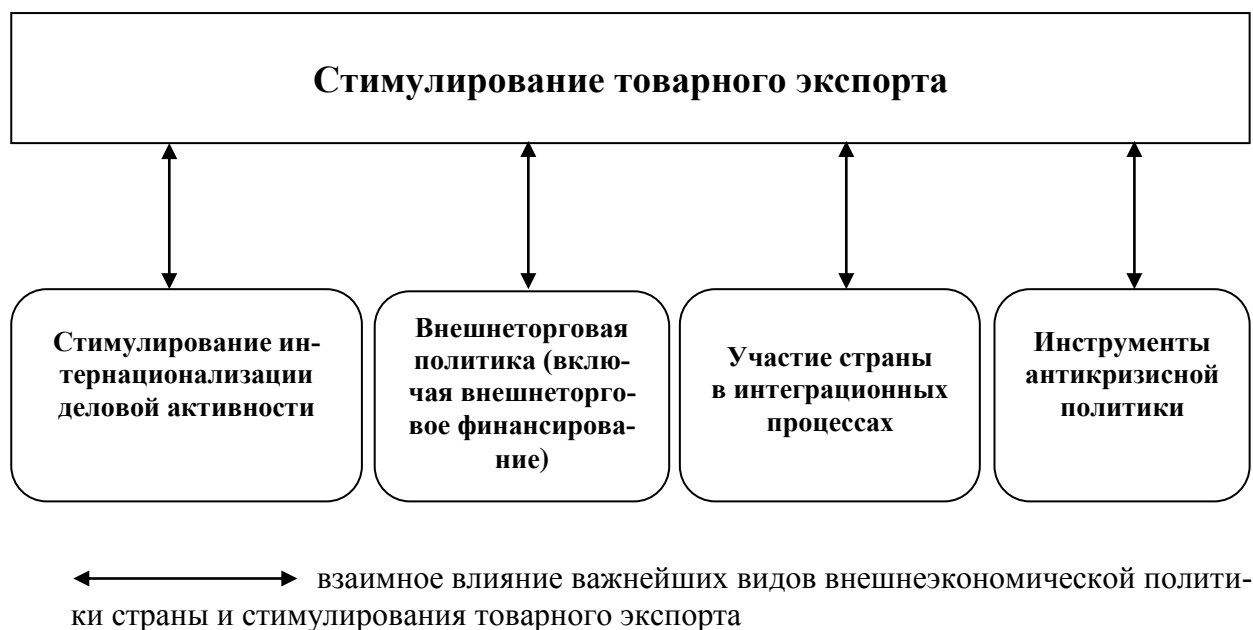 Стимулирование товарного экспорта
Стимулирование ин-
тернационализации
деловой активности
Внешнеторговая
политика (вклю-
чая внешнеторго-
вое финансирова-
ние)
Участие страны
в интеграционных
процессах
Инструменты
антикризисной
политики
взаимное влияние важнейших видов внешнеэкономической полити-
ки страны и стимулирования товарного экспорта